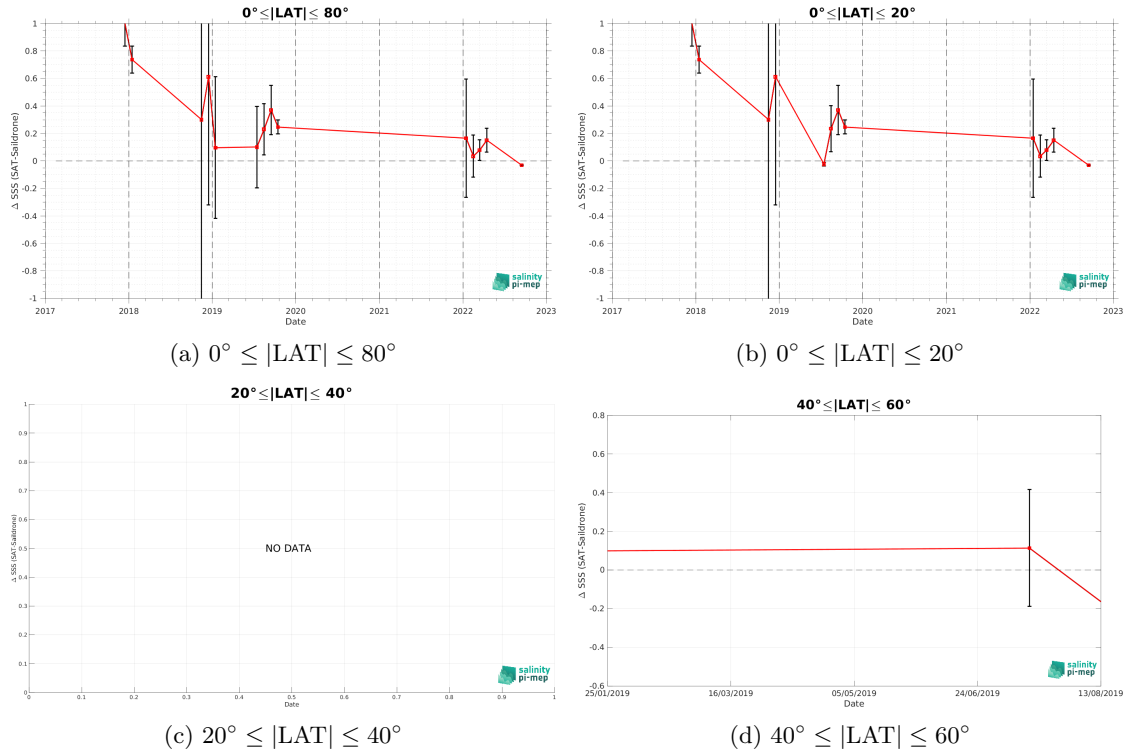 0°≤|LAT|≤ 80°
1
0.8
0.6
0.4
0.2
0
-0.2
-0.4
-0.6
-0.8
-1
Δ SSS (SAT-Saildrone)
2017 2018 2019 2020 2021 2022 2023
Date
salinity
pi-mep
(a) 0° ≤ |LAT| ≤ 80°
0°≤|LAT|≤ 20°
1
0.8
0.6
0.4
0.2
0
-0.2
-0.4
-0.6
-0.8
-1
Δ SSS (SAT-Saildrone)
2017 2018 2019 2020 2021 2022 2023
Date
salinity
pi-mep
(b) 0° ≤ |LAT| ≤ 20°
20°≤|LAT|≤ 40°
1
0.9
0.8
0.7
0.6
0.5
0.4
0.3
0.2
0.1
0
Δ SSS (SAT-Saildrone)
NO DATA
0 0.1 0.2 0.3 0.4 0.5 0.6 0.7 0.8 0.9 1
Date
salinity
pi-mep
(c) 20° ≤ |LAT| ≤ 40°
40°≤|LAT|≤ 60°
0.8
0.6
0.4
0.2
0
-0.2
-0.4
-0.6
Δ SSS (SAT-Saildrone)
25/01/2019 16/03/2019 05/05/2019 24/06/2019 13/08/2019
Date
salinity
pi-mep
(d) 40° ≤ |LAT| ≤ 60°